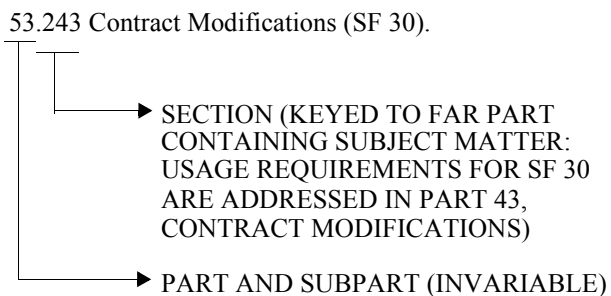 53.243 Contract Modifications (SF 30).
SECTION (KEYED TO FAR PART
CONTAINING SUBJECT MATTER:
USAGE REQUIREMENTS FOR SF 30
ARE ADDRESSED IN PART 43,
CONTRACT MODIFICATIONS)
PART AND SUBPART (INVARIABLE)